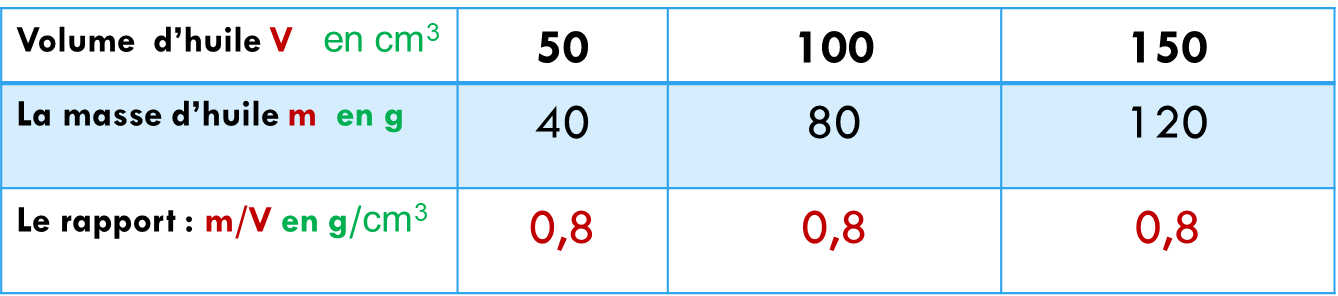 Volume d’huile V en cm³ 50 100 150
La masse d’huile m en g 40 80 120
Le rapport : m/V en g/cm³ 0,8 0,8 0,8